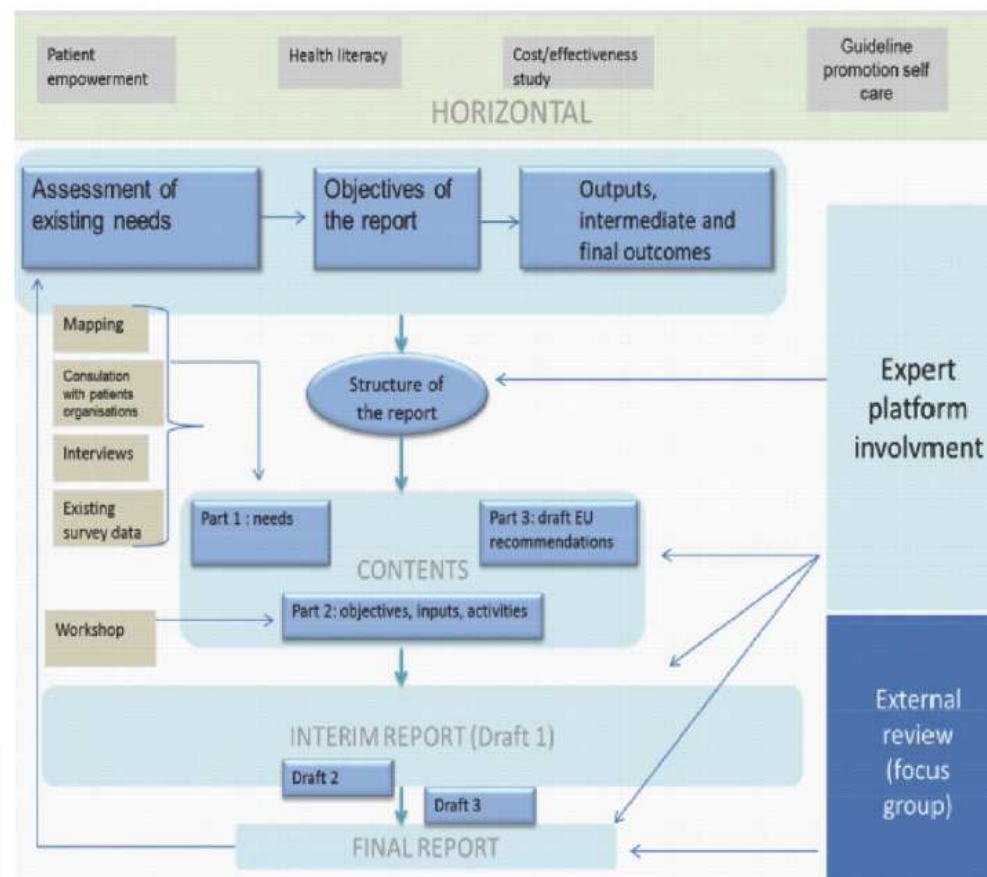 Patient
empowerment
Health literacy
Cost/effectiveness
study
Guideline
promotion self
care
HORIZONTAL
Assessment of
existing needs
Objectives of
the report
Outputs,
intermediate and
final outcomes
Mapping
Consulation
with patients
organisations
Interviews
Existing
survey data
Structure of
the report
Expert
platform
involvment
Part 1 : needs
Part 3: draft EU
recommendations
CONTENTS
Part 2: objectives, inputs, activities
Workshop
INTERIM REPORT (Draft 1)
Draft 2
Draft 3
FINAL REPORT
External
review
(focus
group)